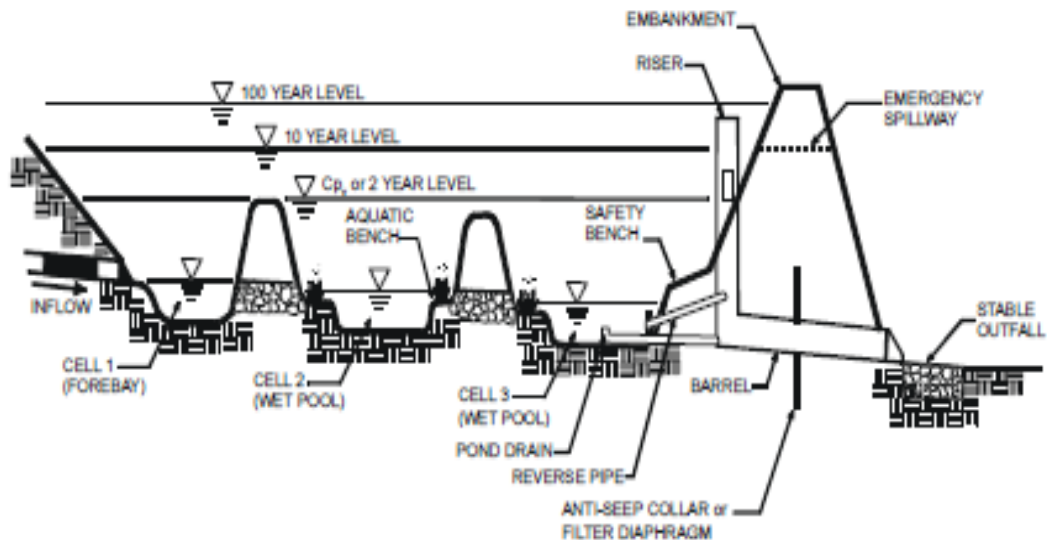 EMBANKMENT
RISER
100 YEAR LEVEL
EMERGENCY
SPILLWAY
10 YEAR LEVEL
Cpv or 2 YEAR LEVEL
AQUATIC
BENCH
SAFETY
BENCH
INFLOW
STABLE
OUTFALL
CELL 1
(FOREBAY)
CELL 2
(WET POOL)
CELL 3
(WET POOL)
BARREL
POND DRAIN
REVERSE PIPE
ANTI-SEEP COLLAR or
FILTER DIAPHRAGM